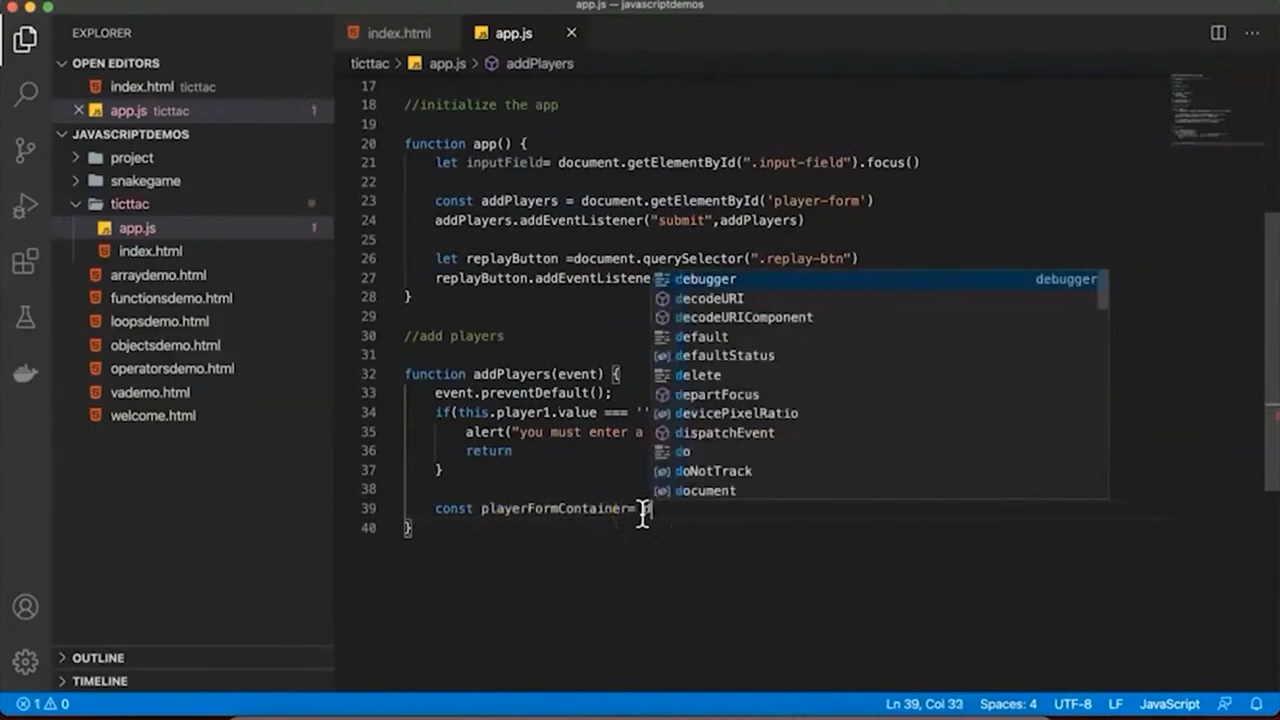 app.js — javascriptdemos
EXPLORER
OPEN EDITORS
index.html ticttac
app.js ticttac 1
JAVASCRIPTDEMOS
project
snakegame
ticttac
app.js 1
index.html
arraydemo.html
functionsdemo.html
loopsdemo.html
objectsdemo.html
operatorsdemo.html
vademo.html
welcome.html
OUTLINE
TIMELINE
index.html
app.js
ticttac > app.js > addPlayers
17
18 //initialize the app
19
20 function app() {
21 let inputField= document.getElementById(".input-field").focus()
22
23 const addPlayers = document.getElementById('player-form')
24 addPlayers.addEventListener("submit",addPlayers)
25
26 let replayButton =document.querySelector(".replay-btn")
27 replayButton.addEventListene
28 }
29
30 //add players
31
32 function addPlayers(event) {
33 event.preventDefault();
34 if(this.player1.value === ''
35 alert("you must enter a
36 return
37 }
38
39 const playerFormContainer=
40 }
debugger debugger
decodeURI
decodeURIComponent
default
defaultStatus
delete
departFocus
devicePixelRatio
dispatchEvent
do
doNotTrack
document
1 0
Ln 39, Col 32 Spaces: 4 UTF-8 LF JavaScript